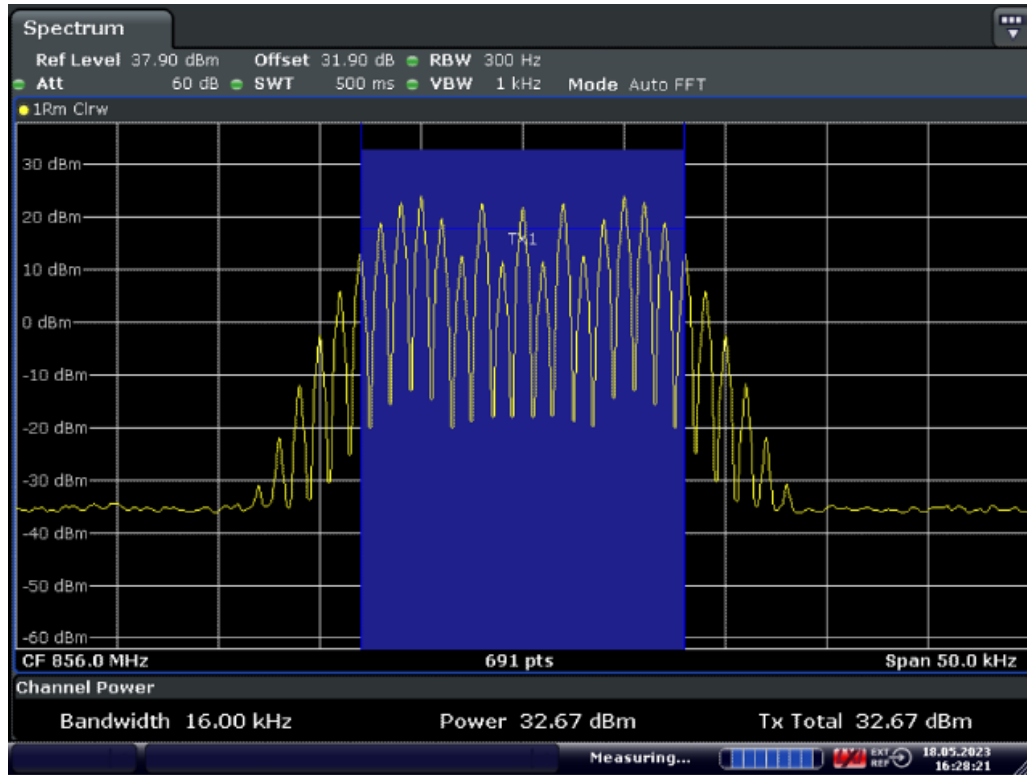 Spectrum
Ref Level 37.90 dBm Offset 31.90 dB RBW 300 Hz
Att 60 dB SWT 500 ms VBW 1 kHz Mode Auto FFT
1Rm Clrw
30 dBm
20 dBm
TX1
10 dBm
0 dBm
-10 dBm
-20 dBm
-30 dBm
-40 dBm
-50 dBm
-60 dBm
CF 856.0 MHz 691 pts Span 50.0 kHz
Channel Power
Bandwidth 16.00 kHz Power 32.67 dBm Tx Total 32.67 dBm
Measuring... EXT REF 18.05.2023
16:28:21